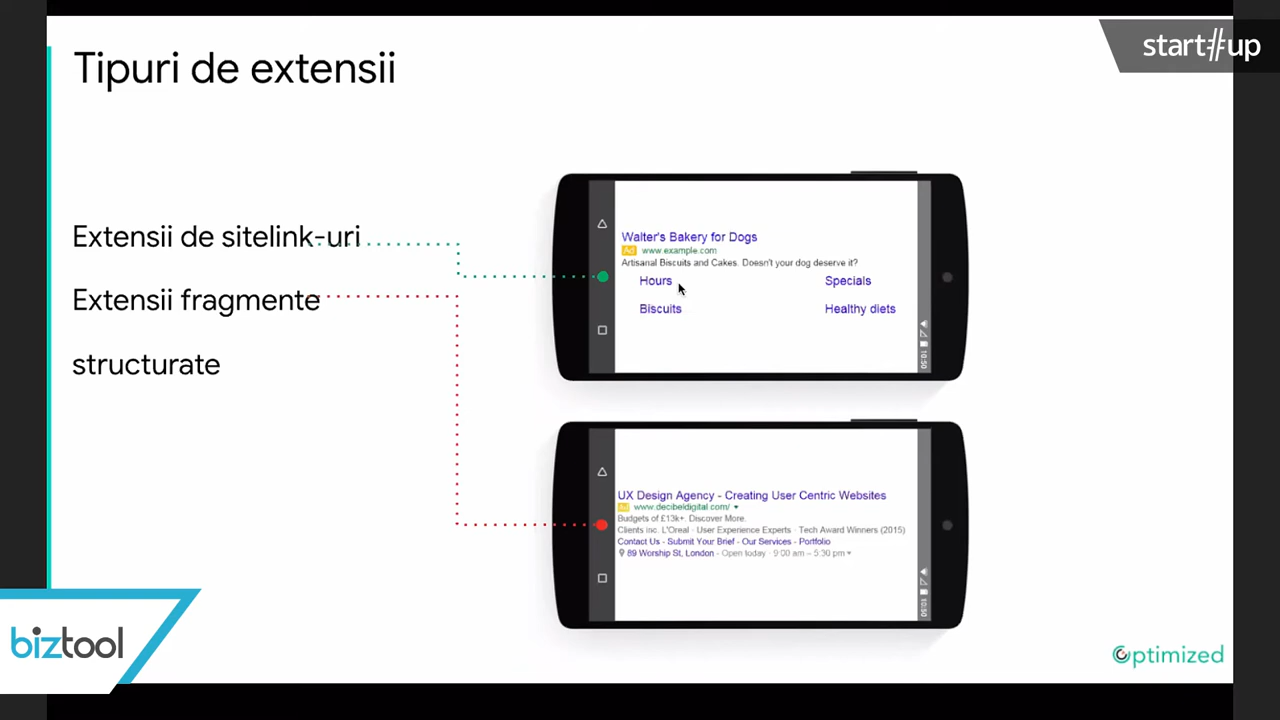 Tipuri de extensii
start#up
Extensii de sitelink-uri
Extensii fragmente
structurate
Walter's Bakery for Dogs
Ad www.example.com
Artisanal Biscuits and Cakes. Doesn't your dog deserve it?
Hours Specials
Biscuits Healthy diets
10:50
UX Design Agency - Creating User Centric Websites
Ad www.decibeldigital.com/
Budgets of £13k+. Discover More.
Clients inc. L'Oreal · User Experience Experts · Tech Award Winners (2015)
Contact Us - Submit Your Brief - Our Services - Portfolio
89 Worship St, London - Open today · 9:00 am – 5:30 pm
10:50
biztool
Optimized